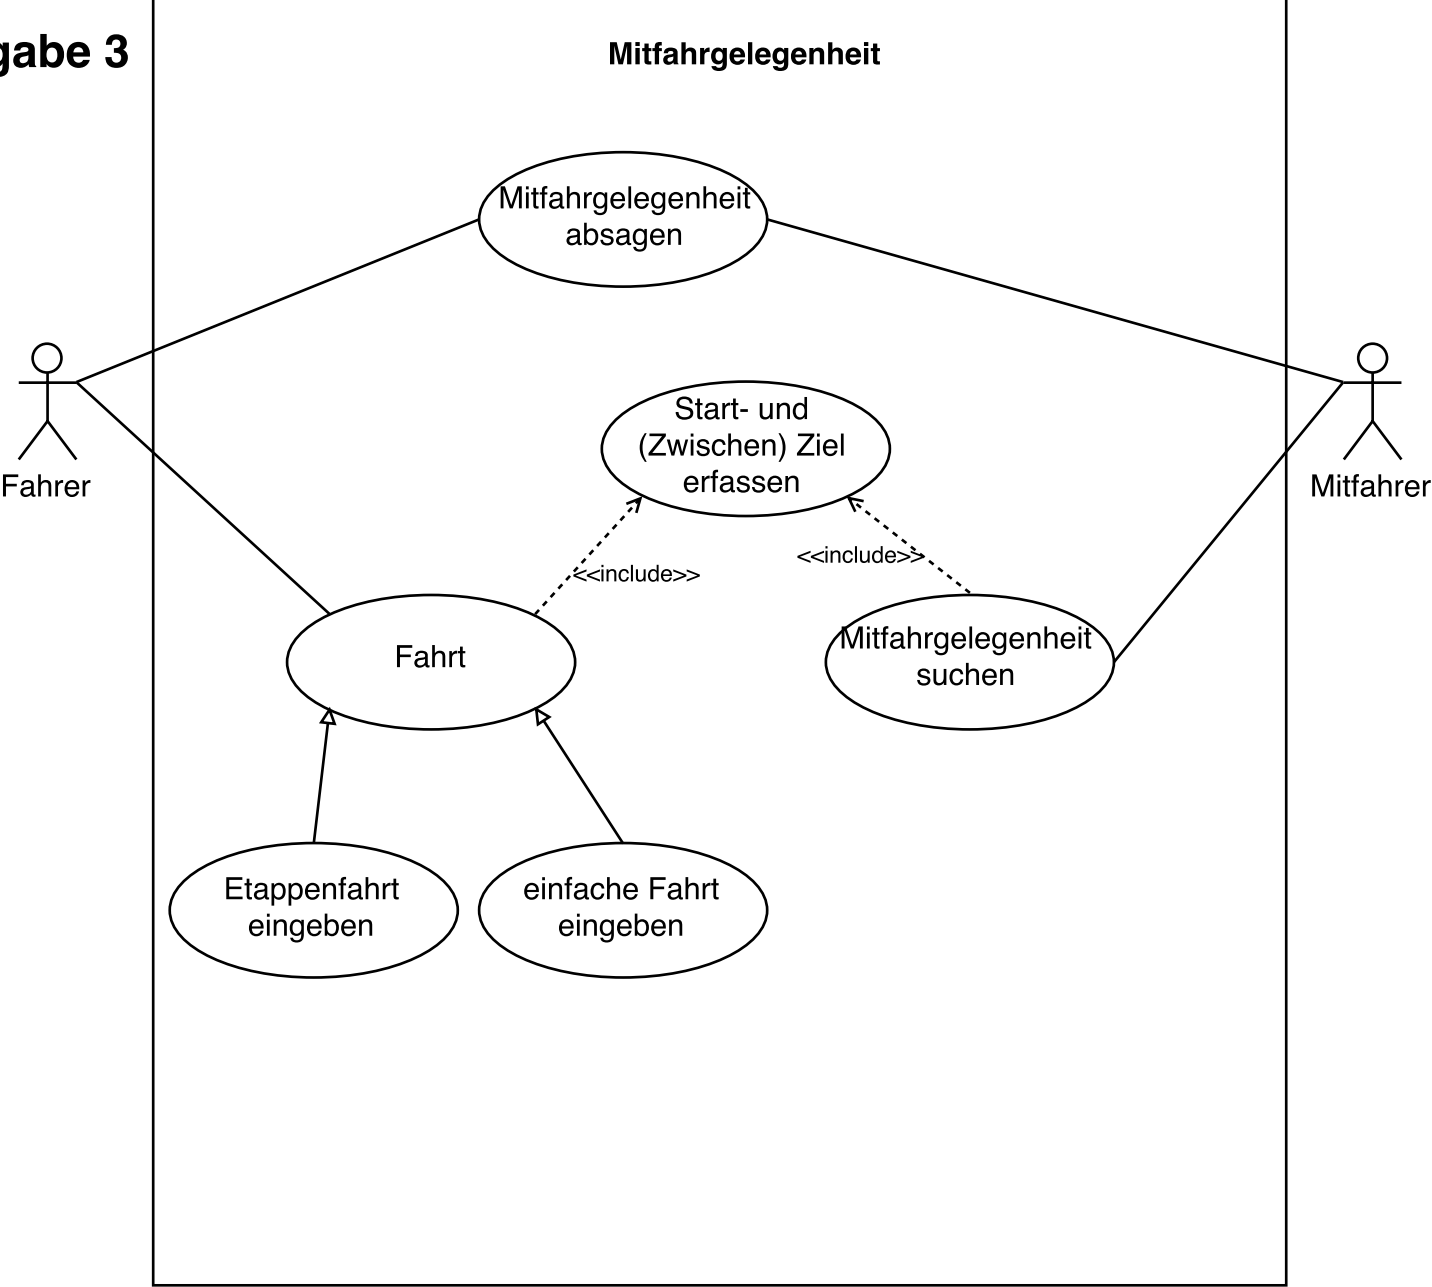 gabe 3
Mitfahrgelegenheit
Mitfahrgelegenheit
absagen
Start- und
(Zwischen) Ziel
erfassen
Fahrer
Mitfahrer
<<include>>
<<include>>
Fahrt
Mitfahrgelegenheit
suchen
Etappenfahrt
eingeben
einfache Fahrt
eingeben